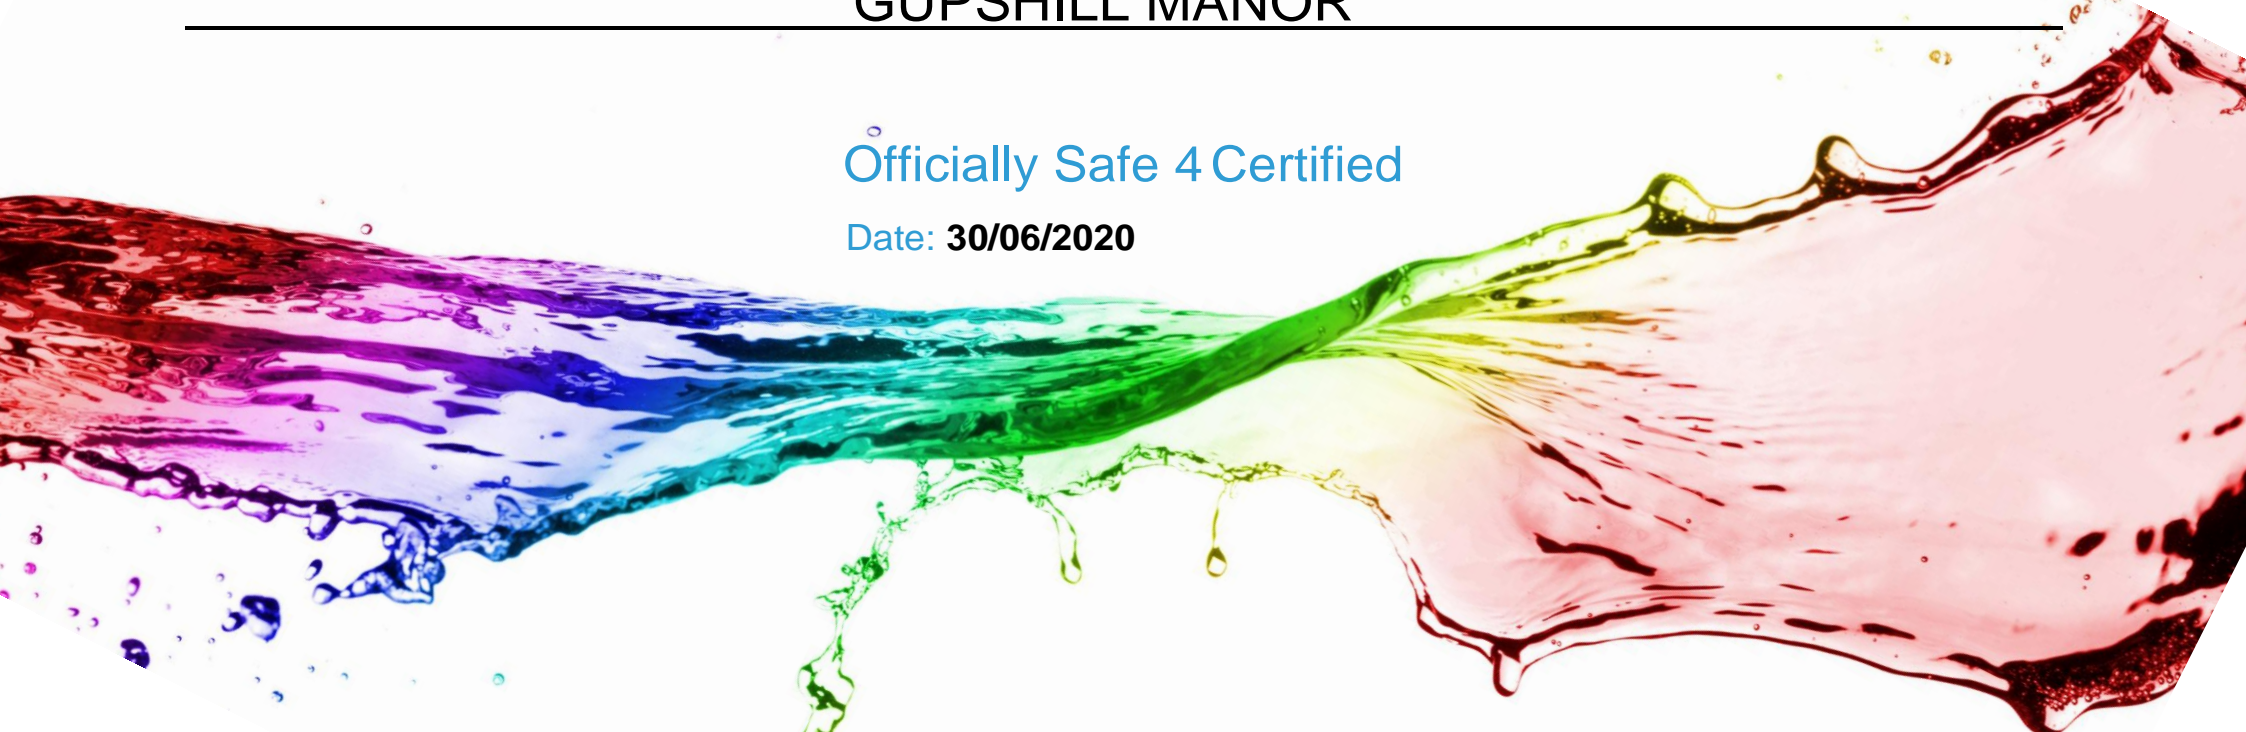 GUPSHILL MANOR
Officially Safe 4 Certified
Date: 30/06/2020